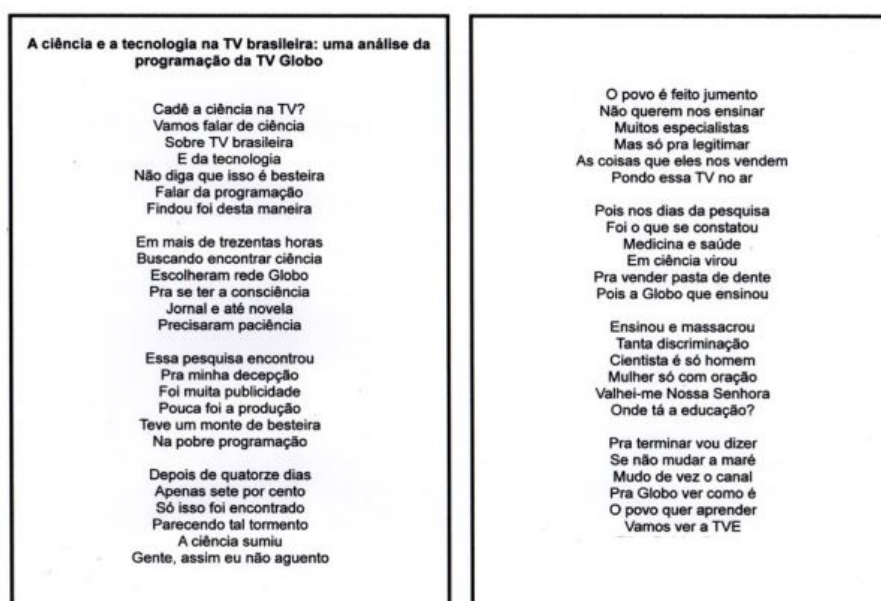 A ciência e a tecnologia na TV brasileira: uma análise da
programação da TV Globo
Cadê a ciência na TV?
Vamos falar de ciência
Sobre TV brasileira
E da tecnologia
Não diga que isso é besteira
Falar da programação
Findou foi desta maneira
Em mais de trezentas horas
Buscando encontrar ciência
Escolheram rede Globo
Pra se ter a consciência
Jornal e até novela
Precisaram paciência
Essa pesquisa encontrou
Pra minha decepção
Foi muita publicidade
Pouca foi a produção
Teve um monte de besteira
Na pobre programação
Depois de quatorze dias
Apenas sete por cento
Só isso foi encontrado
Parecendo tal tormento
A ciência sumiu
Gente, assim eu não aguento
O povo é feito jumento
Não querem nos ensinar
Muitos especialistas
Mas só pra legitimar
As coisas que eles nos vendem
Pondo essa TV no ar
Pois nos dias da pesquisa
Foi o que se constatou
Medicina e saúde
Em ciência virou
Pra vender pasta de dente
Pois a Globo que ensinou
Ensinou e massacrou
Tanta discriminação
Cientista é só homem
Mulher só com oração
Valhei-me Nossa Senhora
Onde tá a educação?
Pra terminar vou dizer
Se não mudar a maré
Mudo de vez o canal
Pra Globo ver como é
O povo quer aprender
Vamos ver a TVE